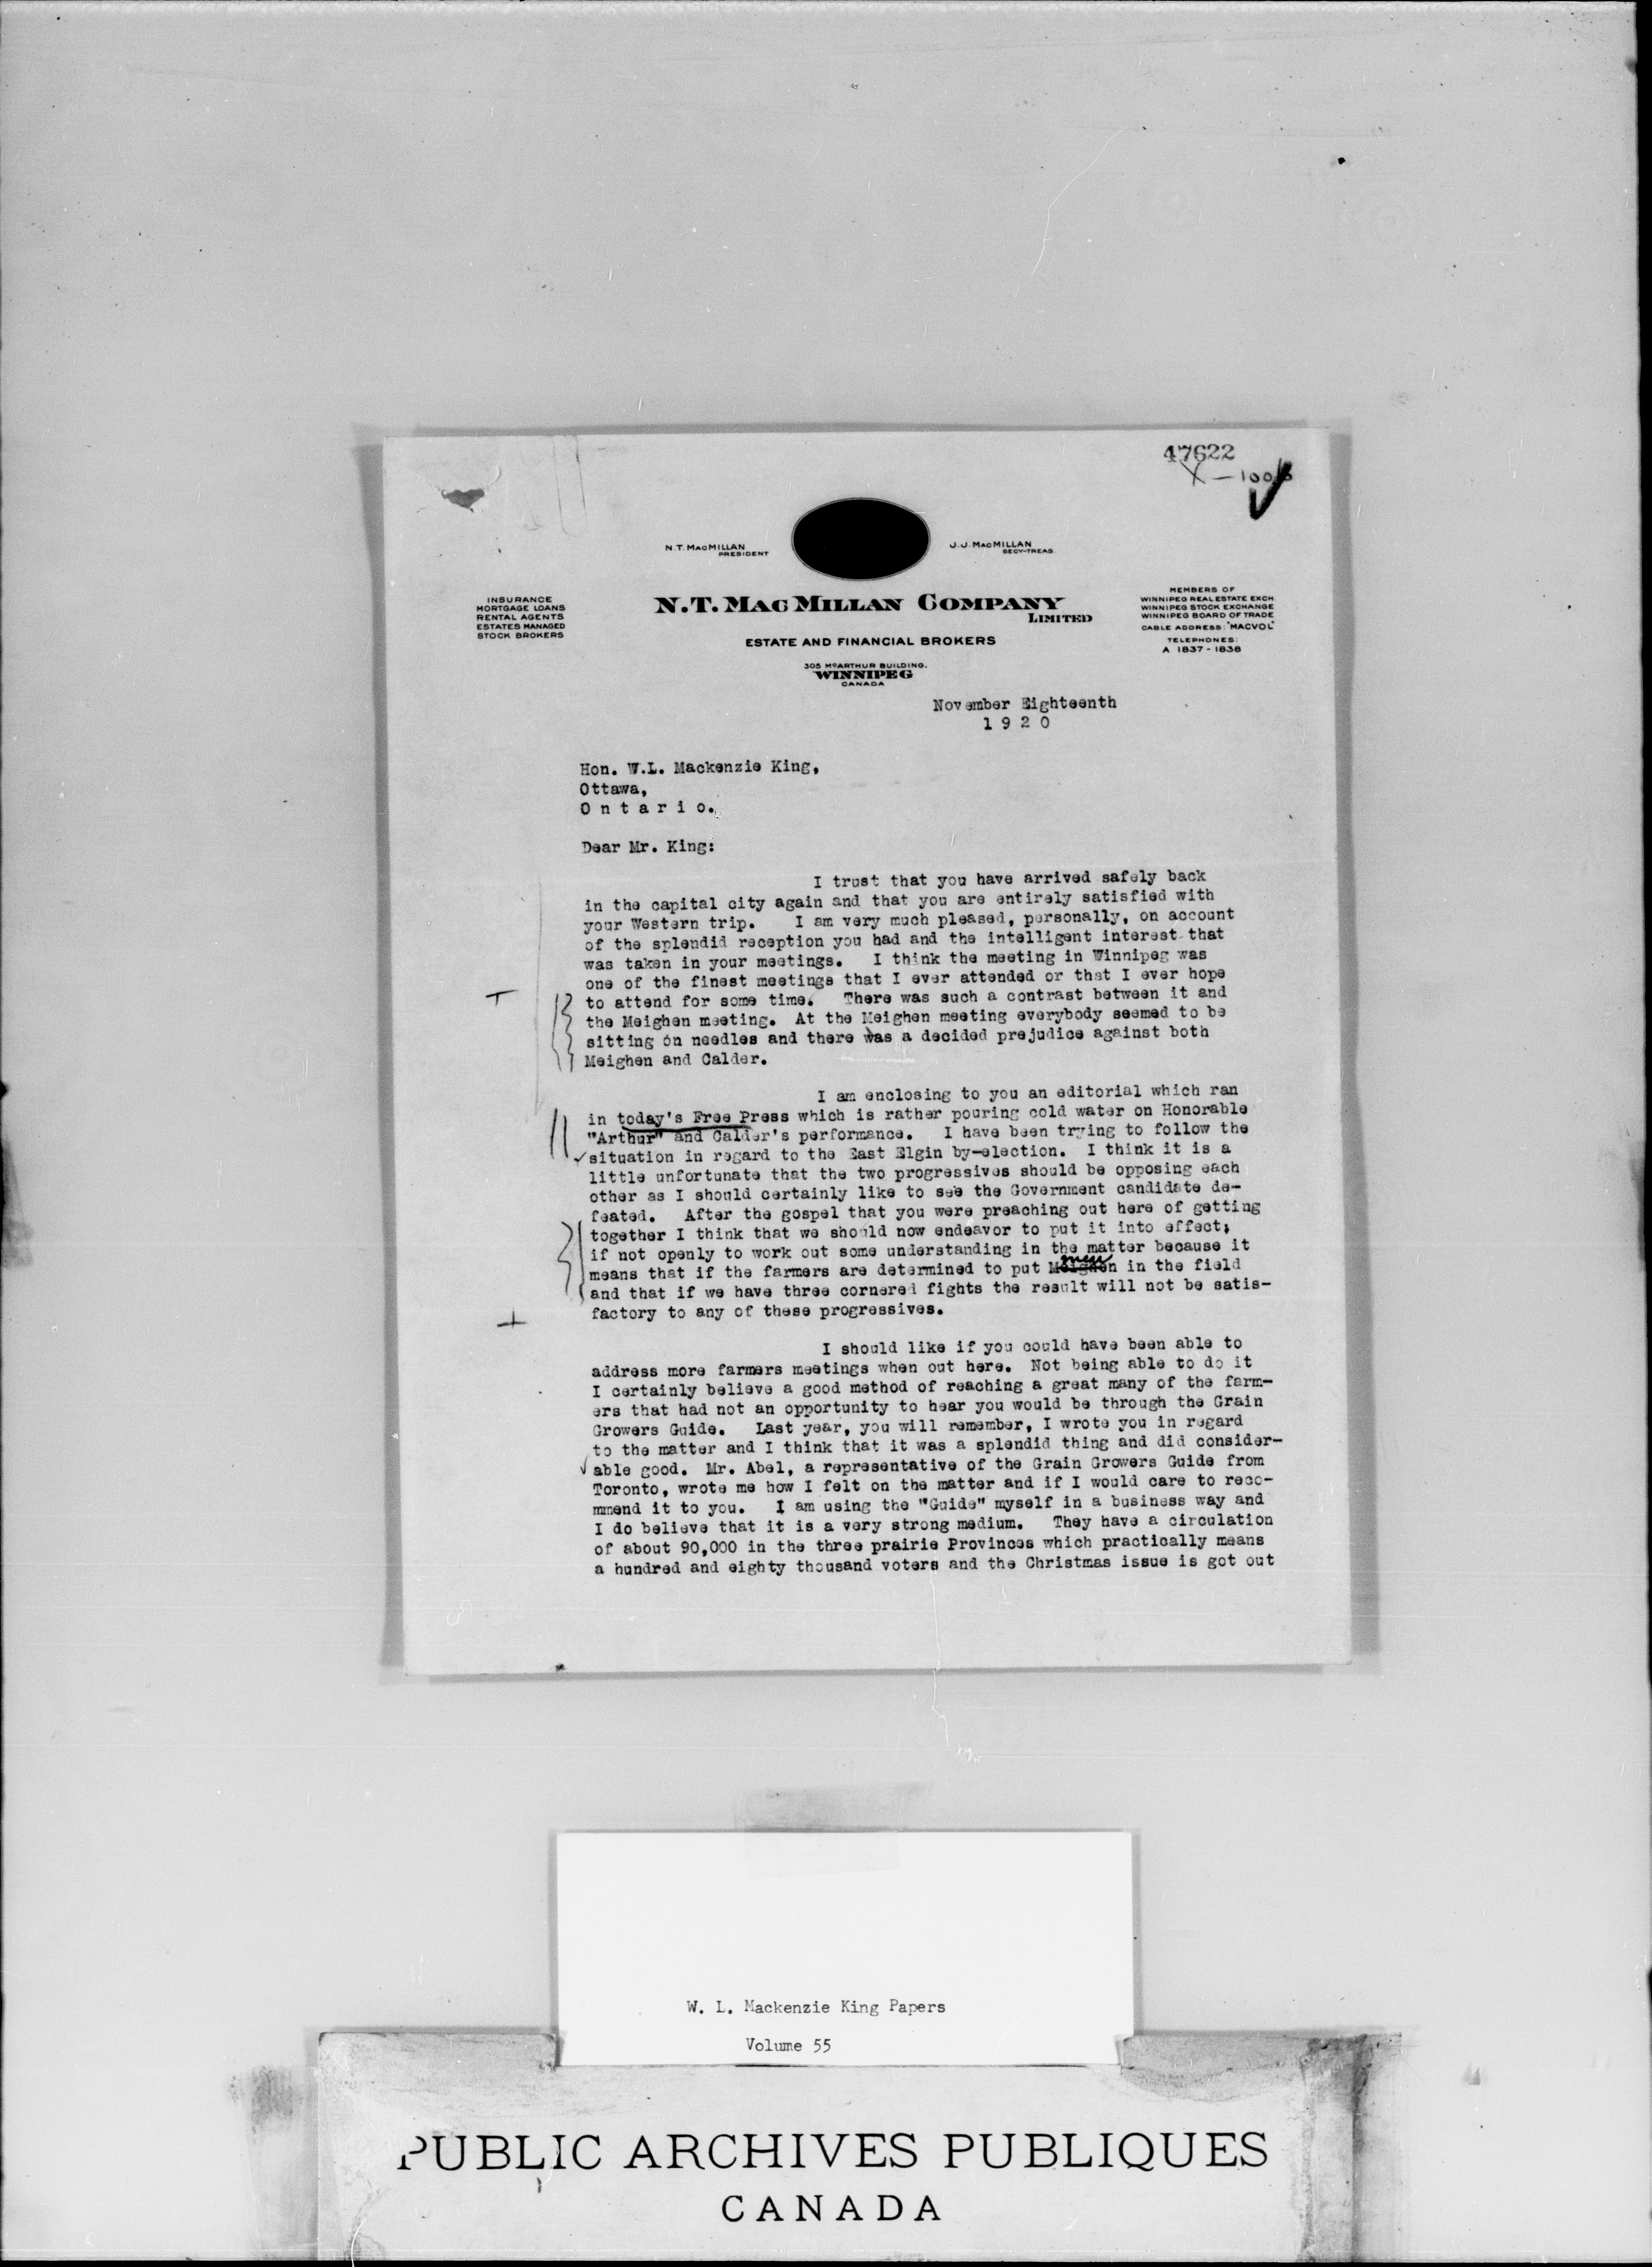 47622
X - 100
N.T. MACMILLAN
PRESIDENT
J.J. MACMILLAN
SECY-TREAS.
INSURANCE
MORTGAGE LOANS
RENTAL AGENTS
ESTATES MANAGED
STOCK BROKERS
N.T. MACMILLAN COMPANY
LIMITED
ESTATE AND FINANCIAL BROKERS
305 McARTHUR BUILDING,
WINNIPEG
CANADA
MEMBERS OF
WINNIPEG REAL ESTATE EXCH.
WINNIPEG STOCK EXCHANGE
WINNIPEG BOARD OF TRADE
CABLE ADDRESS: "MACVOL"
TELEPHONES:
A 1837 - 1838
November Eighteenth
1 9 2 0
Hon. W.L. Mackenzie King,
Ottawa,
O n t a r i o.
Dear Mr. King:
I trust that you have arrived safely back
in the capital city again and that you are entirely satisfied with
your Western trip. I am very much pleased, personally, on account
of the splendid reception you had and the intelligent interest that
was taken in your meetings. I think the meeting in Winnipeg was
one of the finest meetings that I ever attended or that I ever hope
to attend for some time. There was such a contrast between it and
the Meighen meeting. At the Meighen meeting everybody seemed to be
sitting on needles and there was a decided prejudice against both
Meighen and Calder.
I am enclosing to you an editorial which ran
in today's Free Press which is rather pouring cold water on Honorable
"Arthur" and Calder's performance. I have been trying to follow the
situation in regard to the East Elgin by-election. I think it is a
little unfortunate that the two progressives should be opposing each
other as I should certainly like to see the Government candidate de-
feated. After the gospel that you were preaching out here of getting
together I think that we should now endeavor to put it into effect;
if not openly to work out some understanding in the matter because it
means that if the farmers are determined to put Meighen men in the field
and that if we have three cornered fights the result will not be satis-
factory to any of these progressives.
I should like if you could have been able to
address more farmers meetings when out here. Not being able to do it
I certainly believe a good method of reaching a great many of the farm-
ers that had not an opportunity to hear you would be through the Grain
Growers Guide. Last year, you will remember, I wrote you in regard
to the matter and I think that it was a splendid thing and did consider-
able good. Mr. Abel, a representative of the Grain Growers Guide from
Toronto, wrote me how I felt on the matter and if I would care to reco-
mmend it to you. I am using the "Guide" myself in a business way and
I do believe that it is a very strong medium. They have a circulation
of about 90,000 in the three prairie Provinces which practically means
a hundred and eighty thousand voters and the Christmas issue is got out
W. L. Mackenzie King Papers
Volume 55
PUBLIC ARCHIVES PUBLIQUES
CANADA